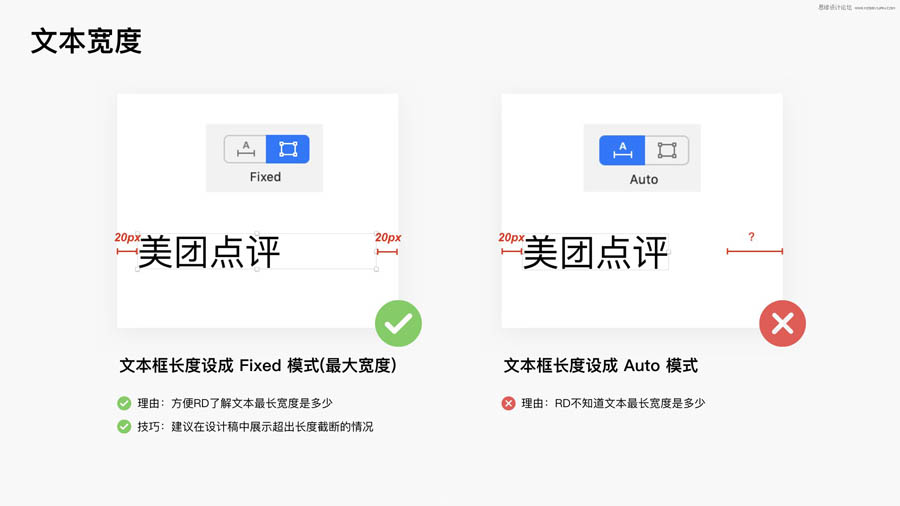 思缘设计论坛
文本宽度
A
Fixed
20px
美团点评
20px
文本框长度设成 Fixed 模式(最大宽度)
理由：方便RD了解文本最长宽度是多少
技巧：建议在设计稿中展示超出长度截断的情况
A
Auto
20px
美团点评
?
文本框长度设成 Auto 模式
理由：RD不知道文本最长宽度是多少